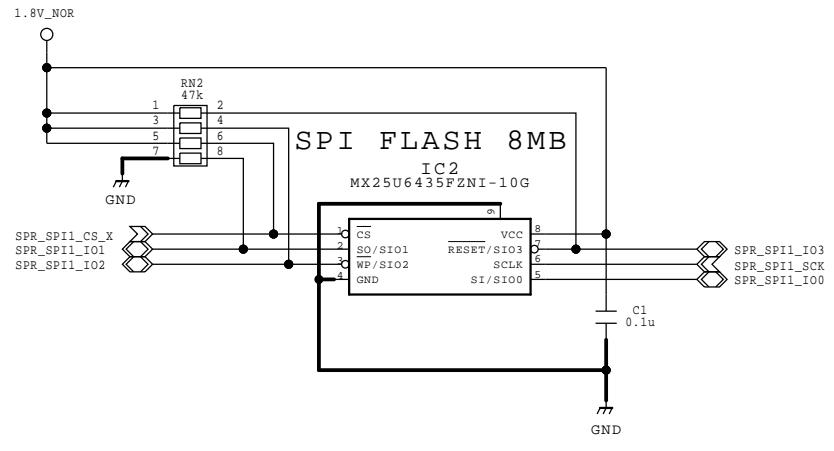 1.8V_NOR
RN2
47k
1 2
3 4
5 6
7 8
GND
SPI FLASH 8MB
IC2
MX25U6435FZNI-10G
9
SPR_SPI1_CS_X 1 CS VCC 8
SPR_SPI1_IO1 2 SO/SIO1 RESET/SIO3 7 SPR_SPI1_IO3
SPR_SPI1_IO2 3 WP/SIO2 SCLK 6 SPR_SPI1_SCK
4 GND SI/SIO0 5 SPR_SPI1_IO0
C1
0.1u
GND